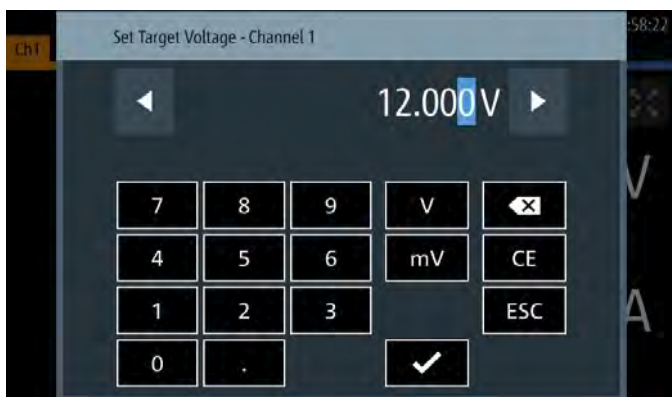 Set Target Voltage - Channel 1
:58:22
Ch1
12.000 V
V
7 8 9 V
4 5 6 mV CE
1 2 3 ESC
A
0 .